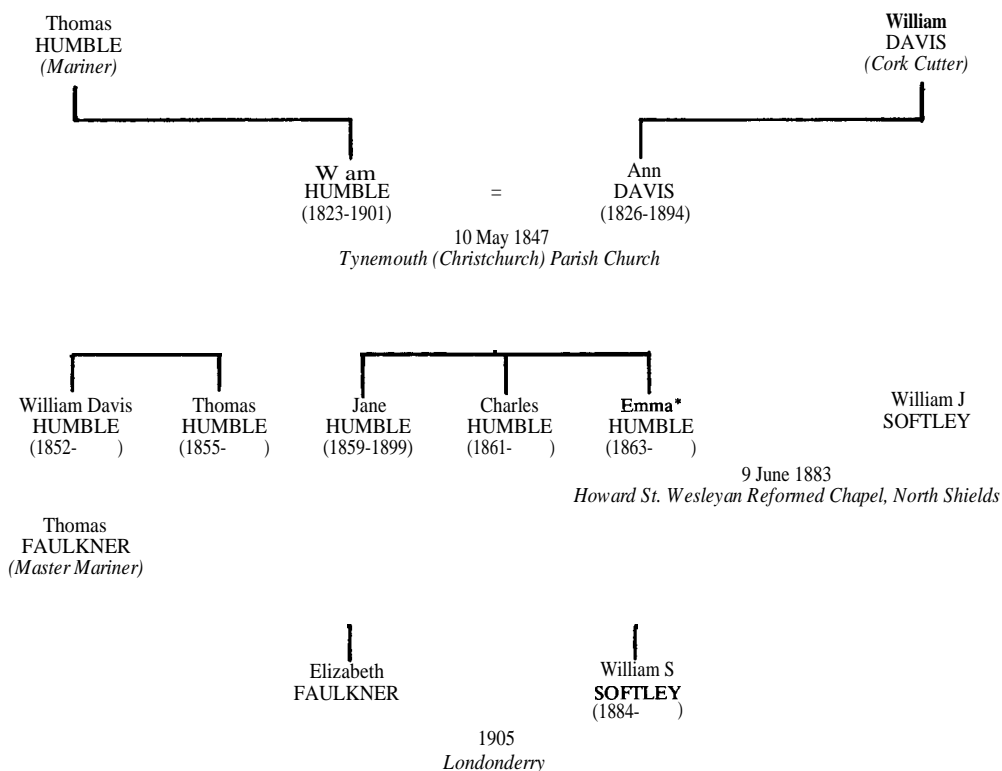 Thomas
HUMBLE
(Mariner)
William
DAVIS
(Cork Cutter)
W am
HUMBLE
(1823-1901)
=
Ann
DAVIS
(1826-1894)
10 May 1847
Tynemouth (Christchurch) Parish Church
William Davis
HUMBLE
(1852- )
Thomas
HUMBLE
(1855- )
Jane
HUMBLE
(1859-1899)
Charles
HUMBLE
(1861- )
Emma*
HUMBLE
(1863- )
William J
SOFTLEY
9 June 1883
Howard St. Wesleyan Reformed Chapel, North Shields
Thomas
FAULKNER
(Master Mariner)
Elizabeth
FAULKNER
William S
SOFTLEY
(1884- )
1905
Londonderry